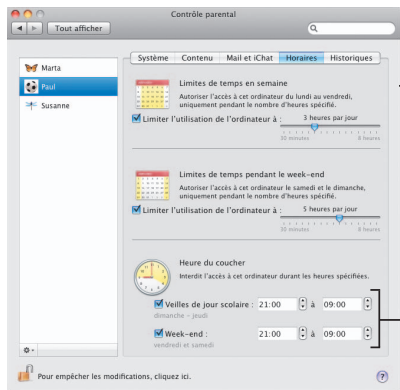 Contrôle parental
Tout afficher
Système Contenu Mail et iChat Horaires Historiques
Marta
Paul
Susanne
Limites de temps en semaine
Autoriser l'accès à cet ordinateur du lundi au vendredi,
uniquement pendant le nombre d'heures spécifié.
Limiter l'utilisation de l'ordinateur à : 3 heures par jour
30 minutes 8 heures
Limites de temps pendant le week-end
Autoriser l'accès à cet ordinateur le samedi et le dimanche,
uniquement pendant le nombre d'heures spécifié.
Limiter l'utilisation de l'ordinateur à : 5 heures par jour
30 minutes 8 heures
Heure du coucher
Interdit l'accès à cet ordinateur durant les heures spécifiées.
Veilles de jour scolaire : 21:00 à 09:00
dimanche - jeudi
Week-end : 21:00 à 09:00
vendredi et samedi
Pour empêcher les modifications, cliquez ici. ?